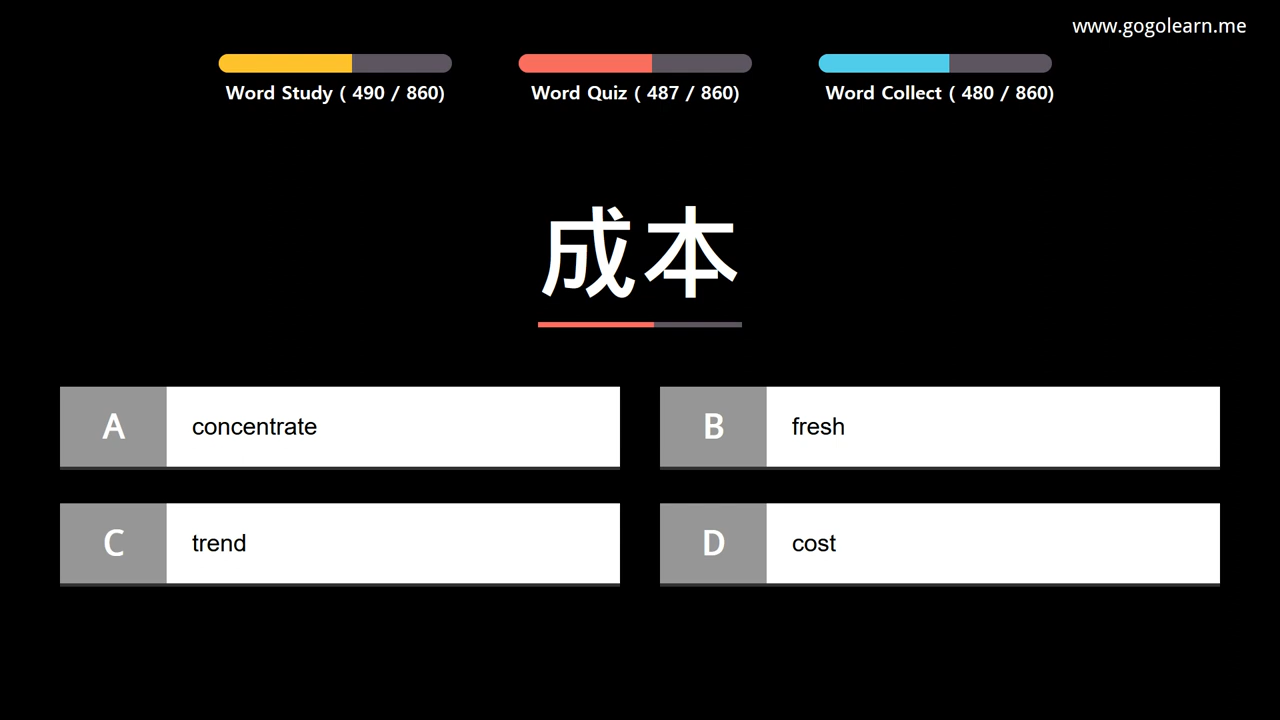 www.gogolearn.me
Word Study ( 490 / 860)
Word Quiz ( 487 / 860)
Word Collect ( 480 / 860)
成本
A concentrate
B fresh
C trend
D cost